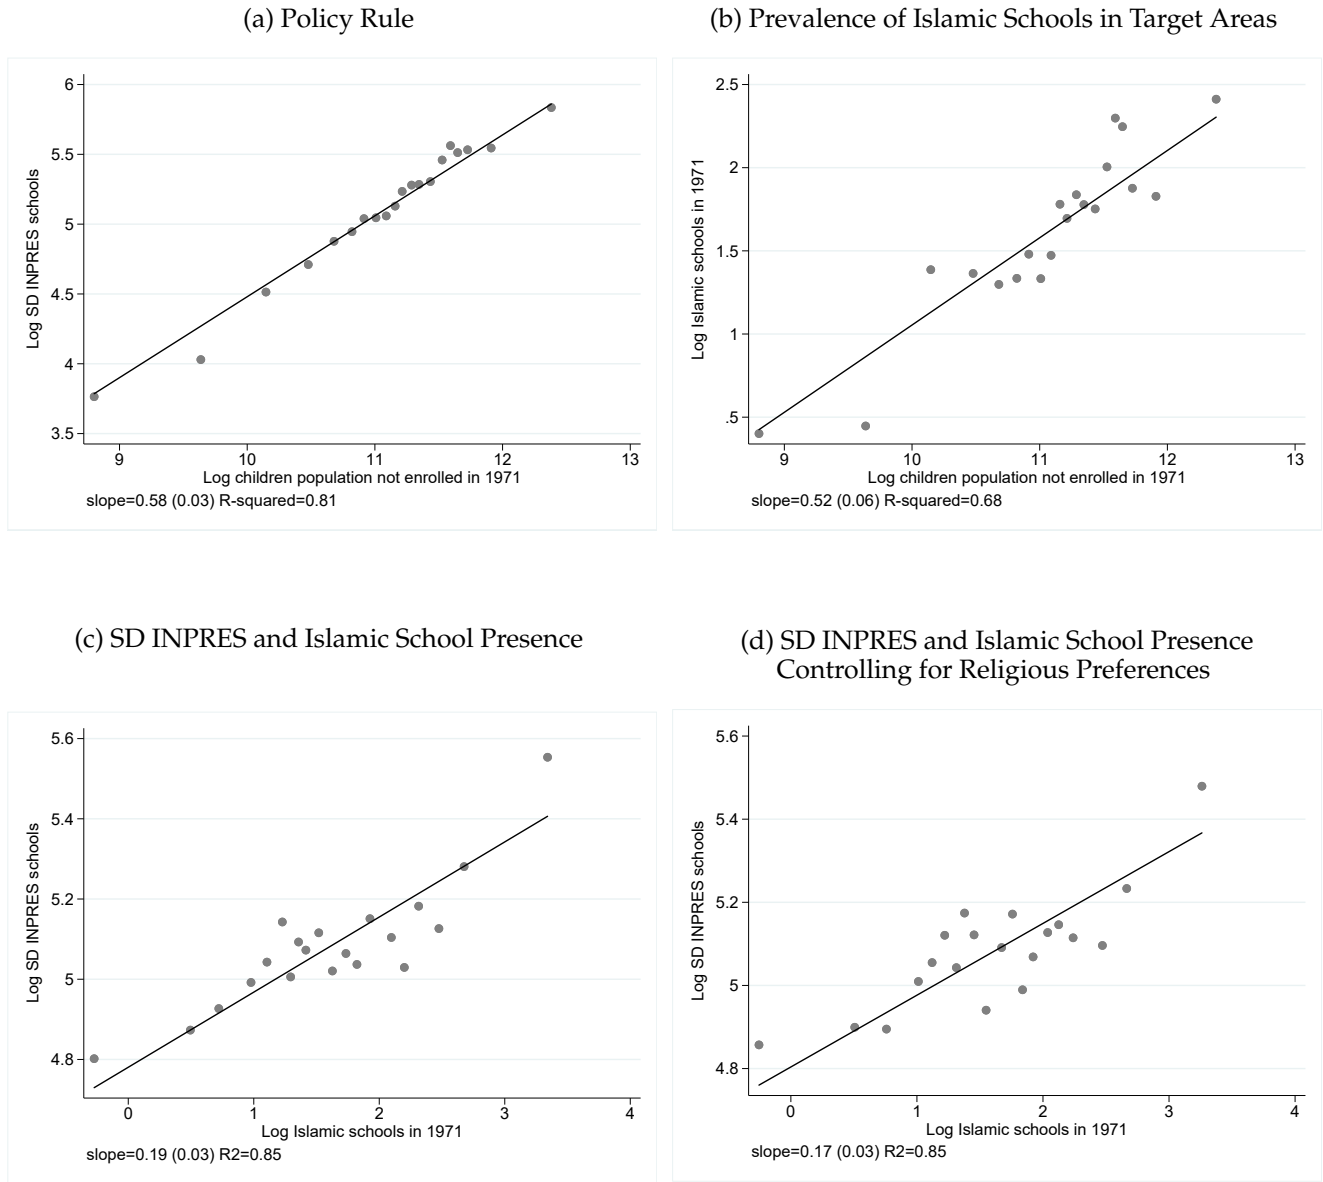 (a) Policy Rule
6
5.5
5
4.5
4
3.5
Log SD INPRES schools
9 10 11 12 13
Log children population not enrolled in 1971
slope=0.58 (0.03) R-squared=0.81
(b) Prevalence of Islamic Schools in Target Areas
2.5
2
1.5
1
.5
Log Islamic schools in 1971
9 10 11 12 13
Log children population not enrolled in 1971
slope=0.52 (0.06) R-squared=0.68
(c) SD INPRES and Islamic School Presence
5.6
5.4
5.2
5
4.8
Log SD INPRES schools
0 1 2 3 4
Log Islamic schools in 1971
slope=0.19 (0.03) R2=0.85
(d) SD INPRES and Islamic School Presence
Controlling for Religious Preferences
5.6
5.4
5.2
5
4.8
Log SD INPRES schools
0 1 2 3 4
Log Islamic schools in 1971
slope=0.17 (0.03) R2=0.85